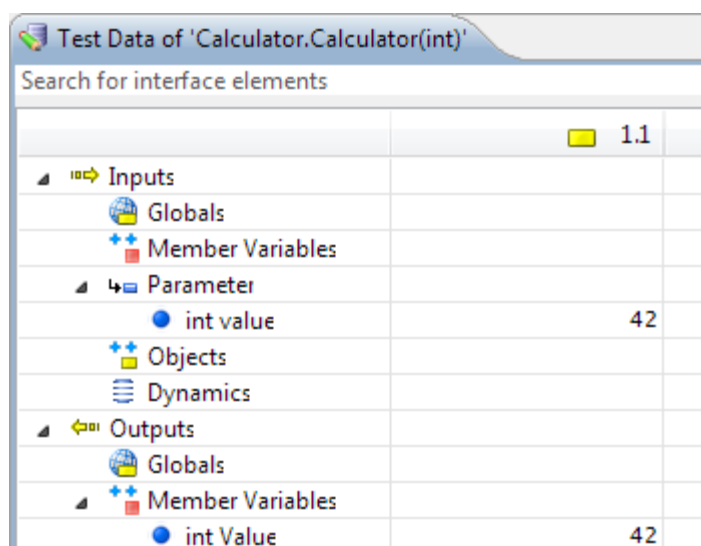 Test Data of 'Calculator.Calculator(int)'
Search for interface elements
1.1
Inputs
Globals
Member Variables
Parameter
int value 42
Objects
Dynamics
Outputs
Globals
Member Variables
int Value 42